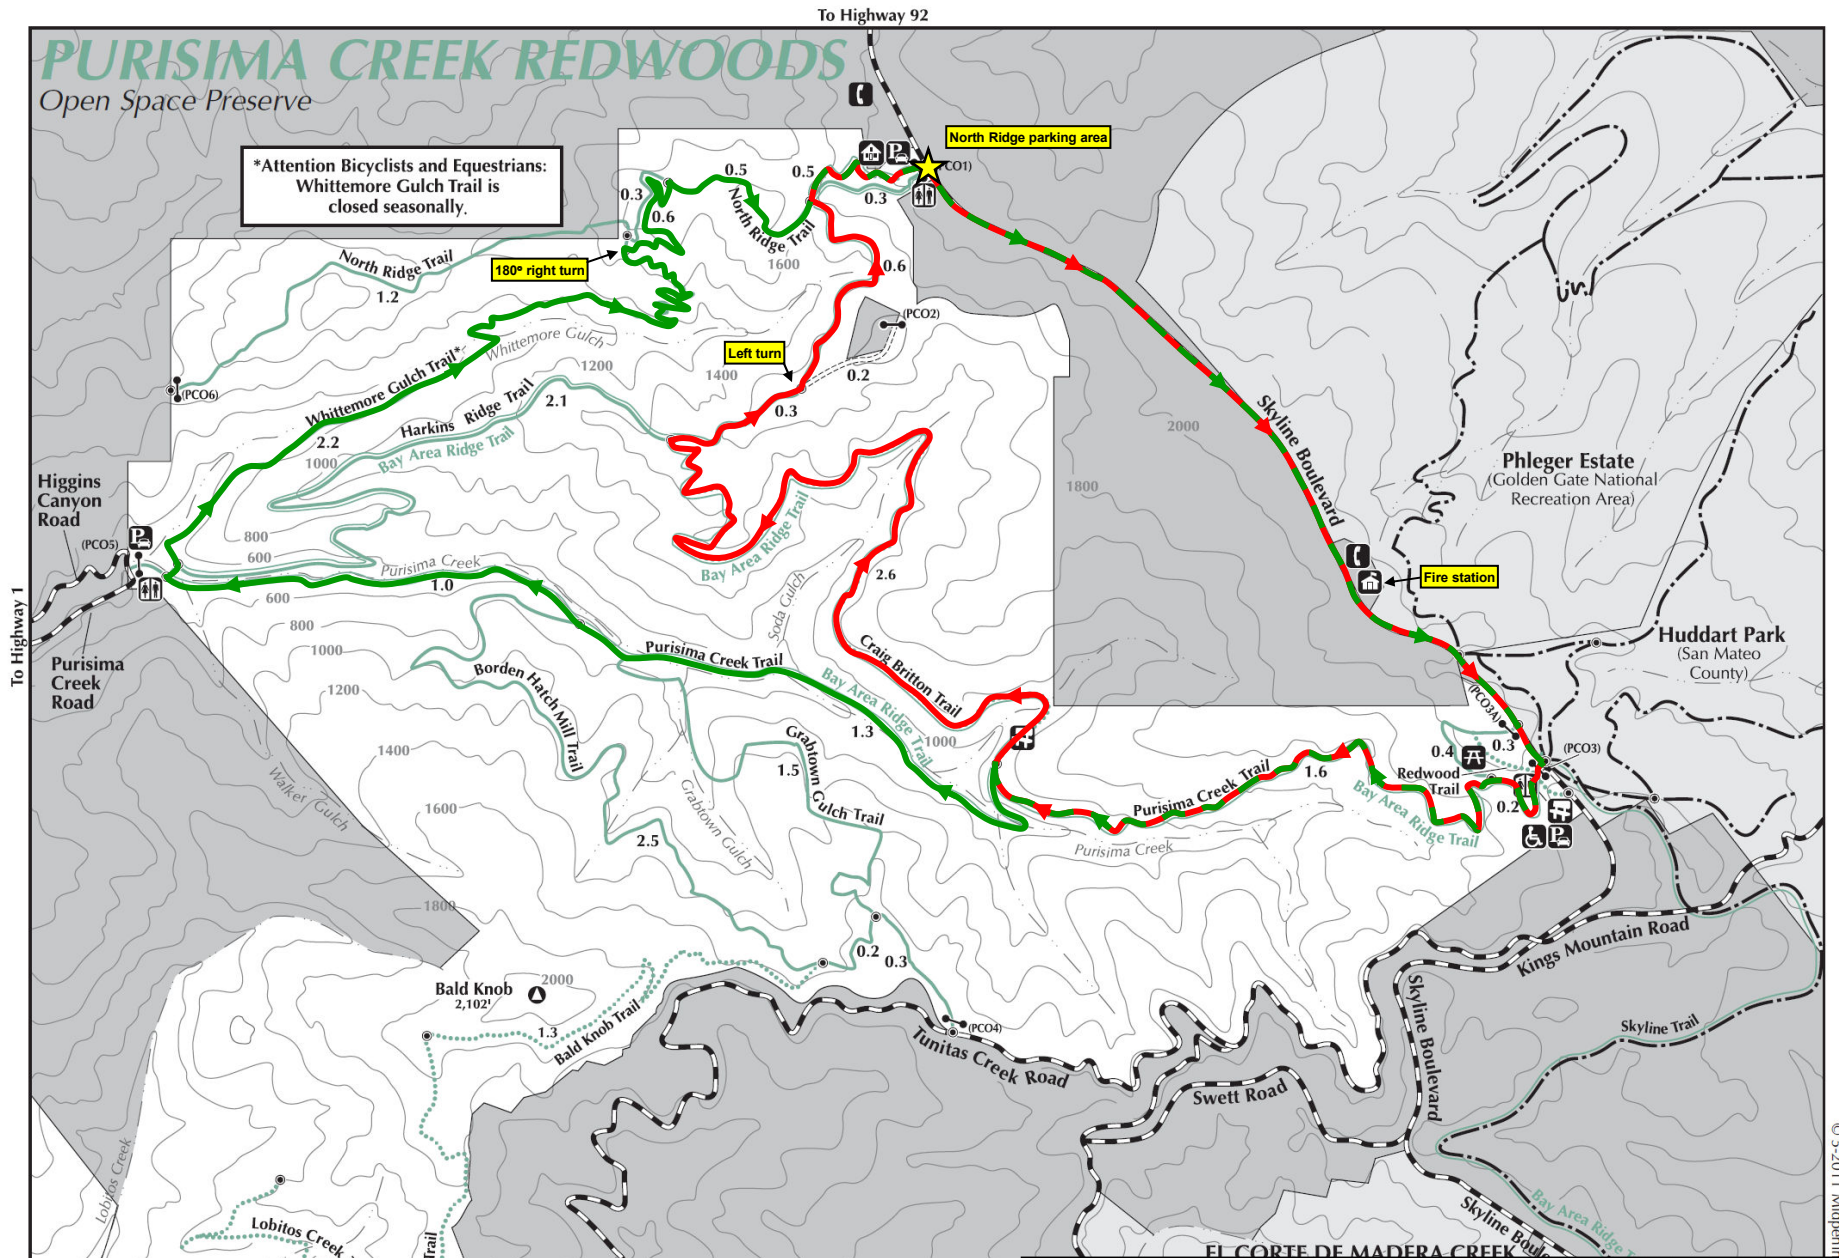 To Highway 92
PURISIMA CREEK REDWOODS
Open Space Preserve
North Ridge parking area
(PCO1)
*Attention Bicyclists and Equestrians:
Whittemore Gulch Trail is
closed seasonally.
0.3
0.5
0.5
0.3
0.6
North Ridge Trail
1600
0.6
180º right turn
North Ridge Trail
1.2
(PCO2)
Whittemore Gulch
Left turn
0.2
1400
1200
(PCO6)
Whittemore Gulch Trail*
2.2
Harkins Ridge Trail
2.1
Bay Area Ridge Trail
1000
0.3
Skyline Boulevard
2000
1800
Phleger Estate
(Golden Gate National
Recreation Area)
Higgins
Canyon
Road
(PCO5)
800
600
Purisima Creek
1.0
600
Bay Area Ridge Trail
2.6
Soda Gulch
Fire station
To Highway 1
Purisima
Creek
Road
800
1000
1200
1400
1600
1800
Purisima Creek Trail
Borden Hatch Mill Trail
Bay Area Ridge Trail
Craig Britton Trail
1000
1.3
Huddart Park
(San Mateo
County)
(PCO3A)
(PCO3)
0.4
0.3
Redwood
Trail
0.2
1.6
Purisima Creek Trail
Bay Area Ridge Trail
Purisima Creek
Grabtown Gulch Trail
1.5
Grabtown Gulch
Walker Gulch
2.5
0.2
0.3
(PCO4)
Bald Knob
2,102'
2000
1.3
Bald Knob Trail
Tunitas Creek Road
Kings Mountain Road
Skyline Boulevard
Swett Road
Skyline Trail
Lobitos Creek
Lobitos Creek
Trail
Bay Area Ridge
Skyline Boule
EL CORTE DE MADERA CREEK